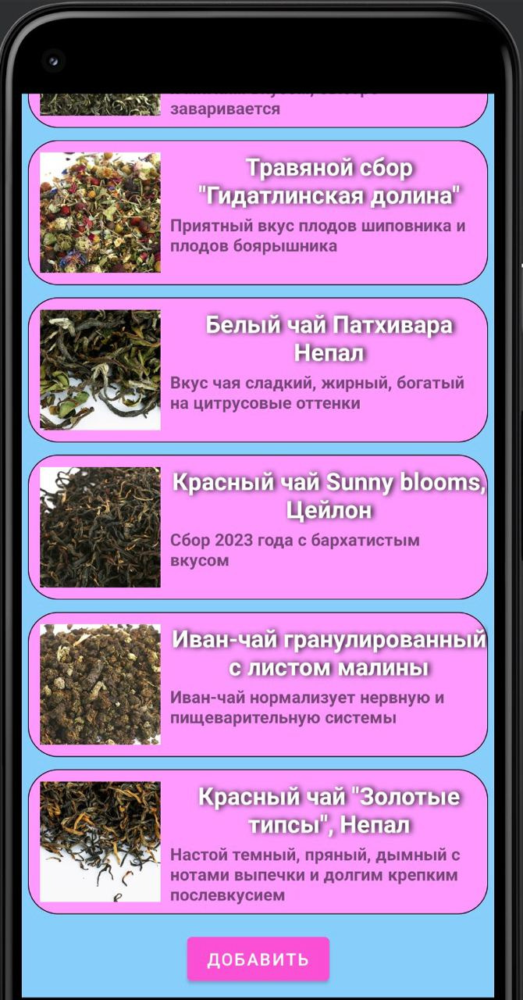 заваривается
Травяной сбор
"Гидатлинская долина"
Приятный вкус плодов шиповника и
плодов боярышника
Белый чай Патхивара
Непал
Вкус чая сладкий, жирный, богатый
на цитрусовые оттенки
Красный чай Sunny blooms,
Цейлон
Сбор 2023 года с бархатистым
вкусом
Иван-чай гранулированный
с листом малины
Иван-чай нормализует нервную и
пищеварительную системы
Красный чай "Золотые
типсы", Непал
Настой темный, пряный, дымный с
нотами выпечки и долгим крепким
послевкусием
ДОБАВИТЬ